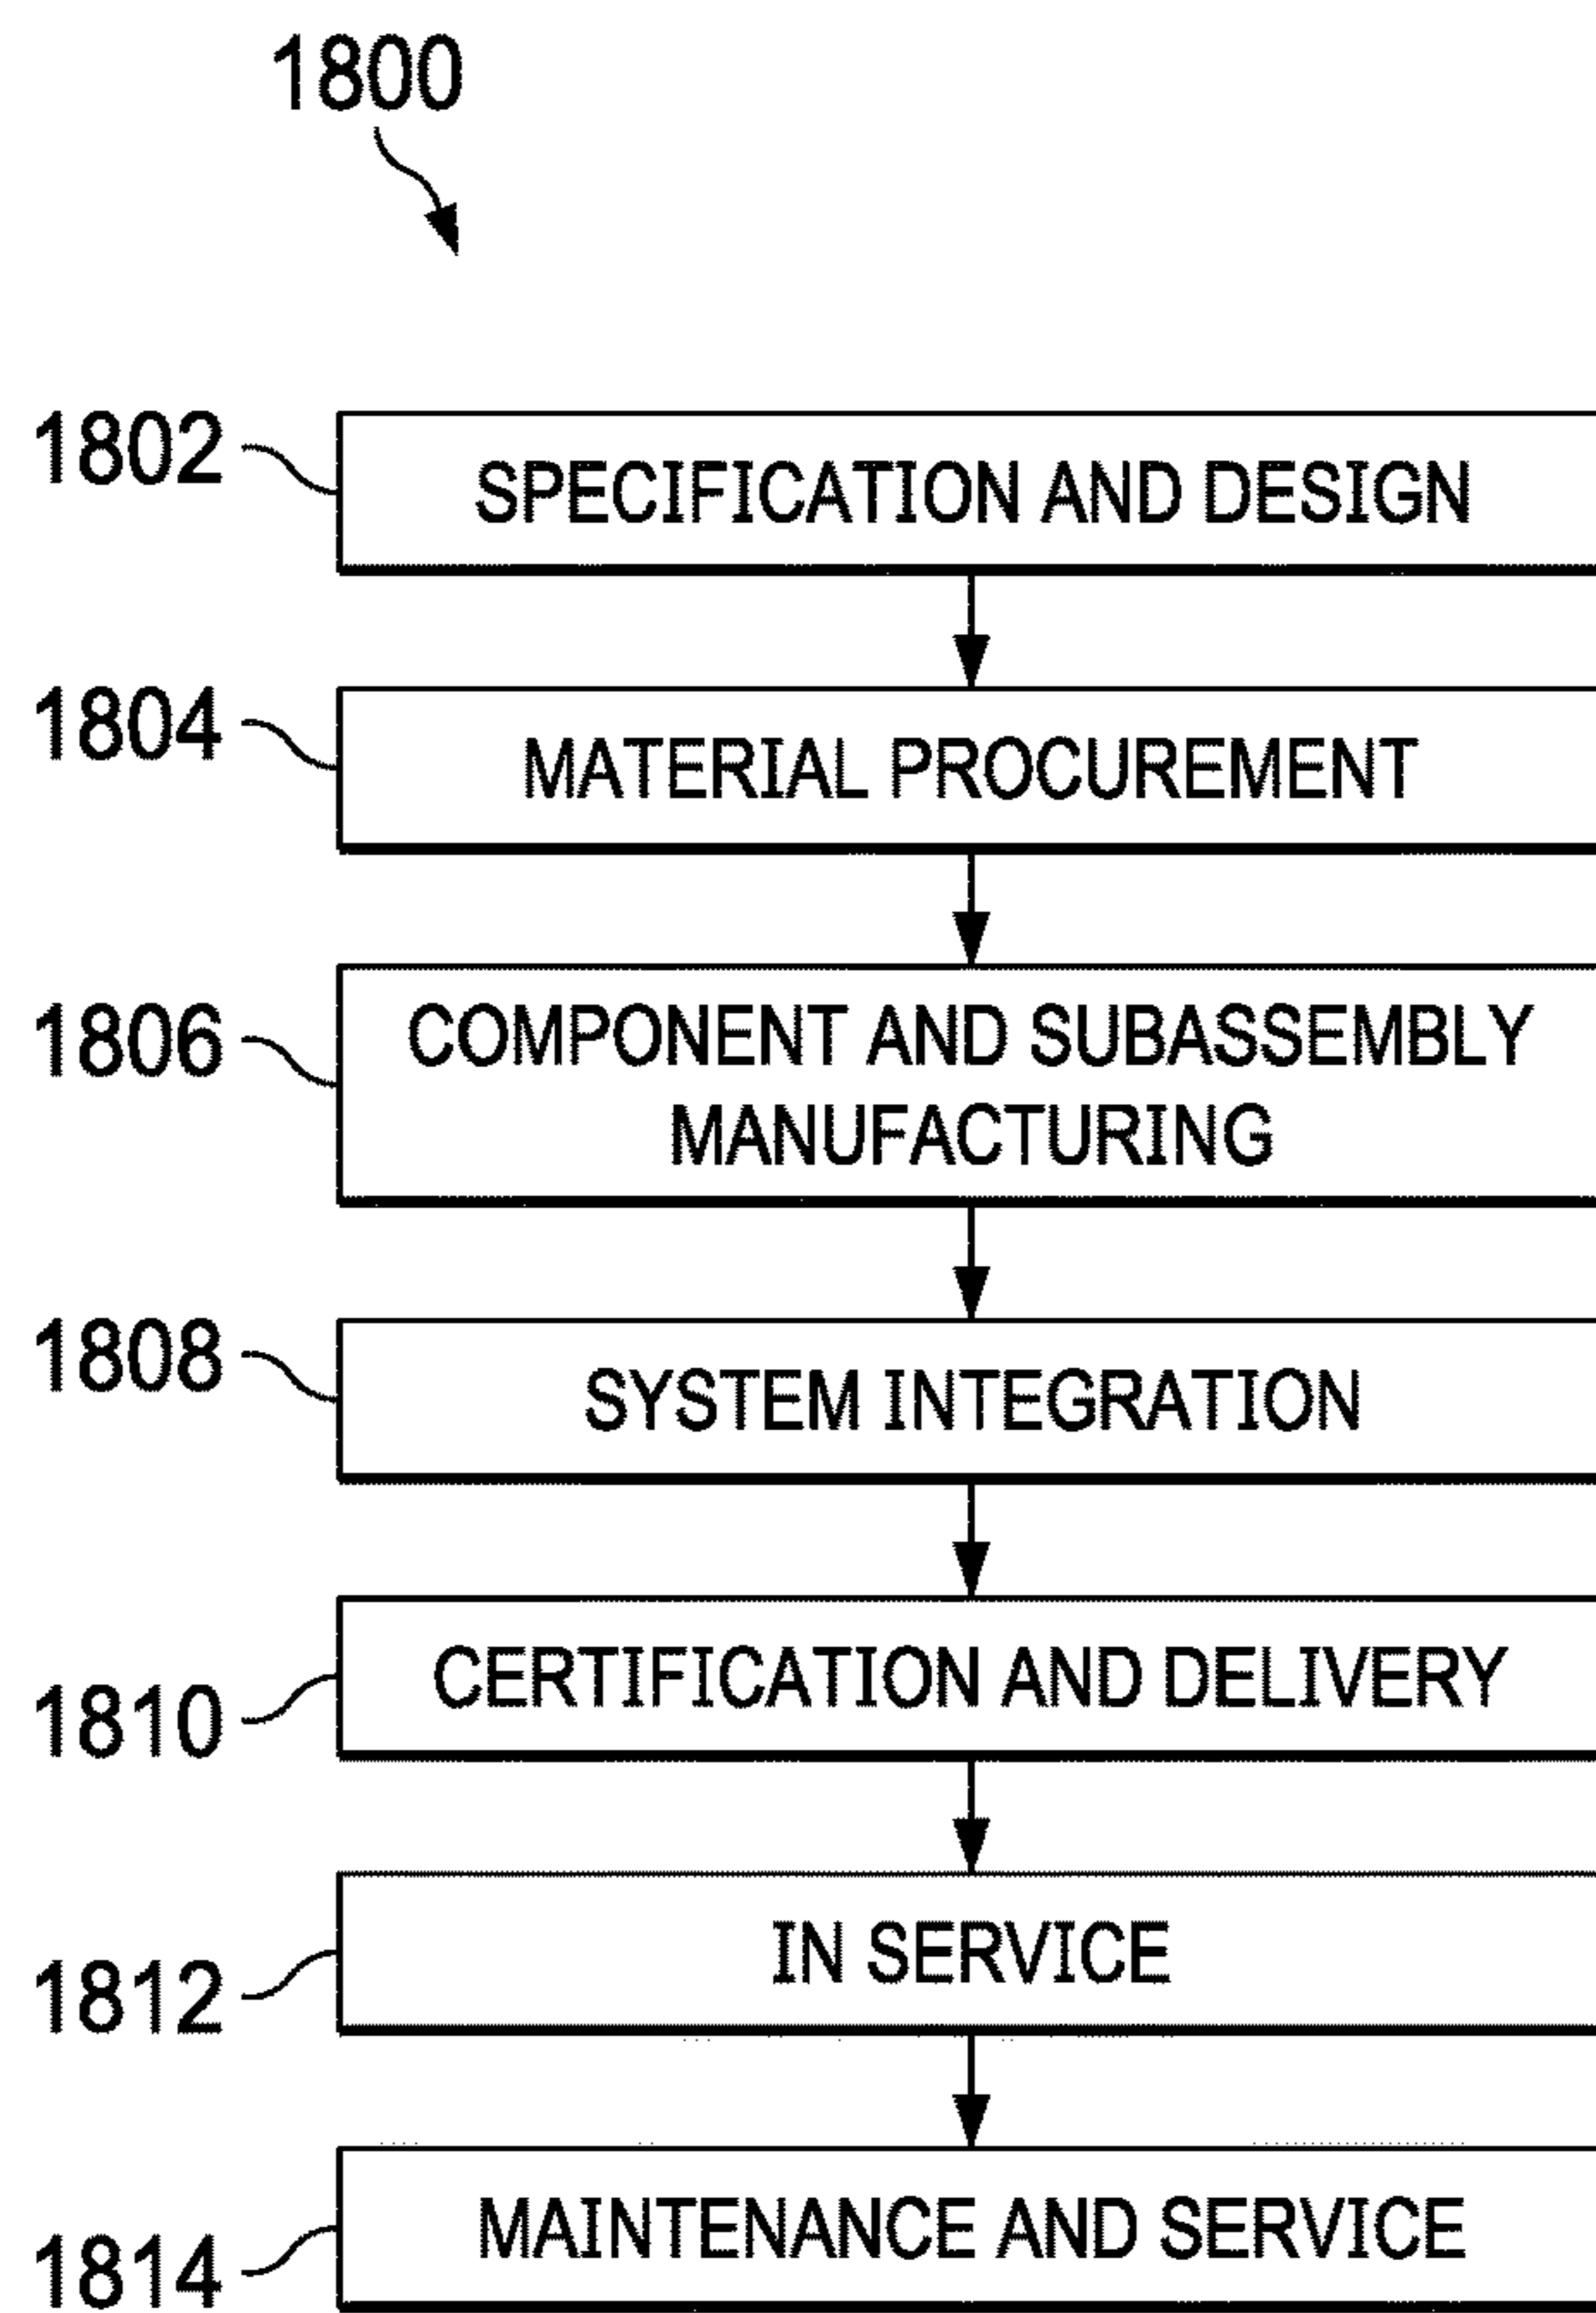 1800
1802
SPECIFICATION AND DESIGN
1804
MATERIAL PROCUREMENT
1806
COMPONENT AND SUBASSEMBLY
MANUFACTURING
1808
SYSTEM INTEGRATION
1810
CERTIFICATION AND DELIVERY
1812
IN SERVICE
1814
MAINTENANCE AND SERVICE